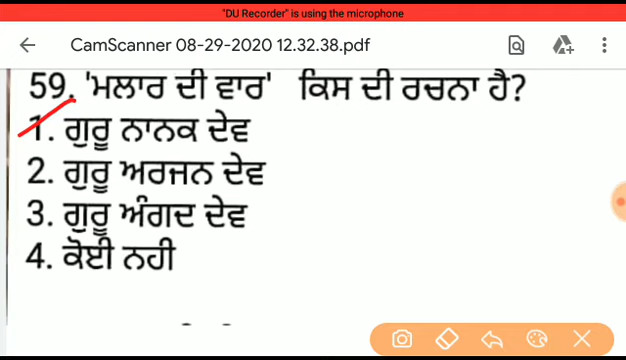 "DU Recorder" is using the microphone
CamScanner 08-29-2020 12.32.38.pdf
59. 'ਮਲਾਰ ਦੀ ਵਾਰ' ਕਿਸ ਦੀ ਰਚਨਾ ਹੈ?
1. ਗੁਰੂ ਨਾਨਕ ਦੇਵ
2. ਗੁਰੂ ਅਰਜਨ ਦੇਵ
3. ਗੁਰੂ ਅੰਗਦ ਦੇਵ
4. ਕੋਈ ਨਹੀ